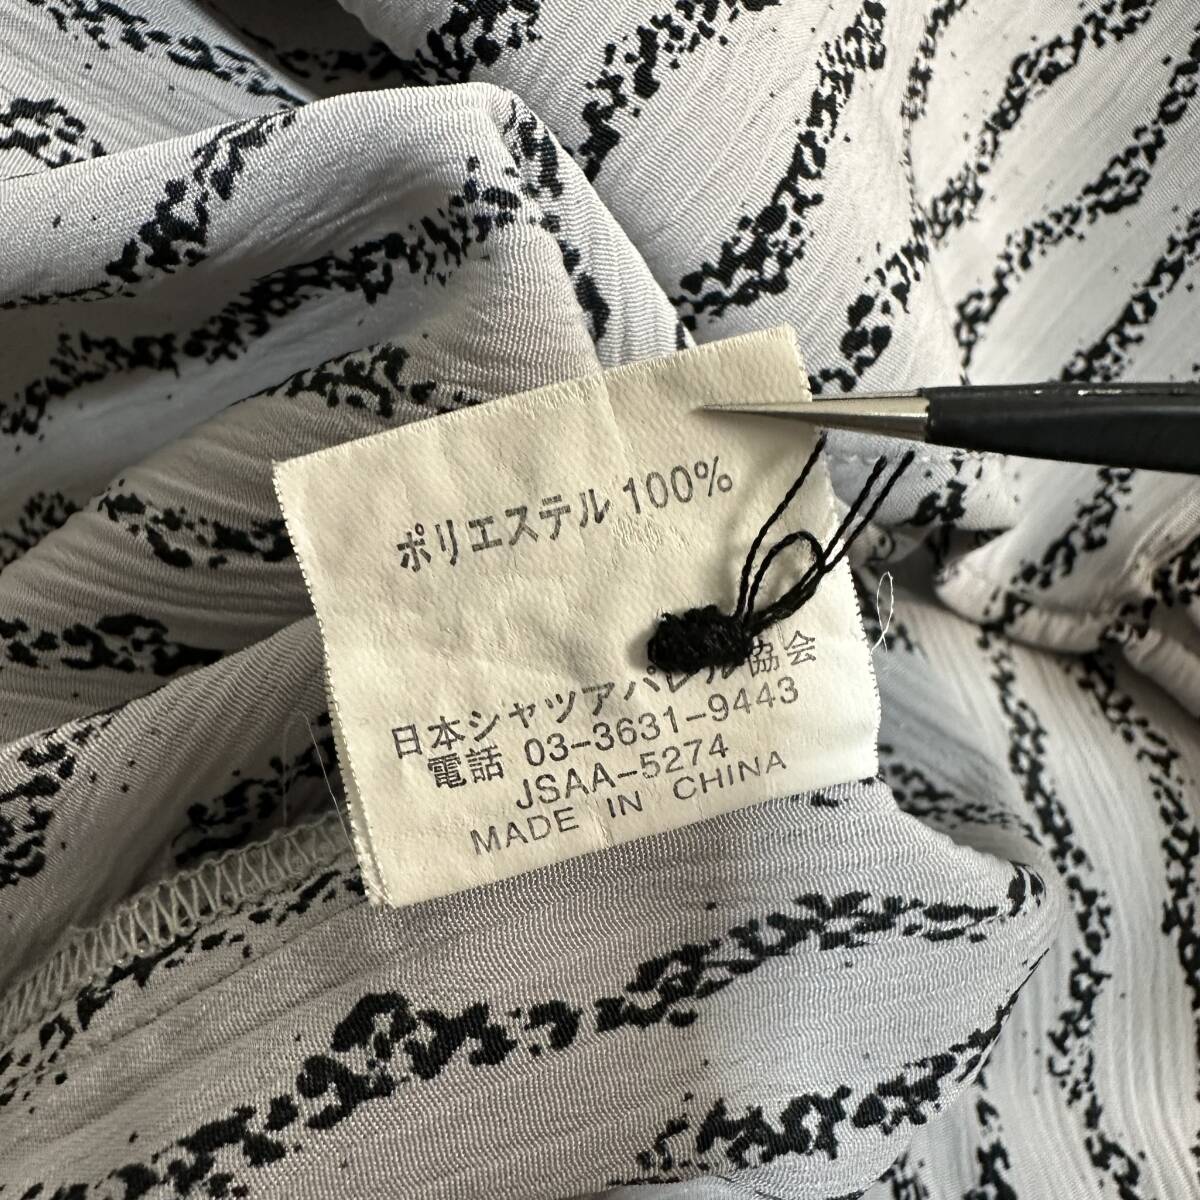 ポリエステル 100%
日本シャツアパレル協会
電話 03-3631-9443
JSAA-5274
MADE IN CHINA